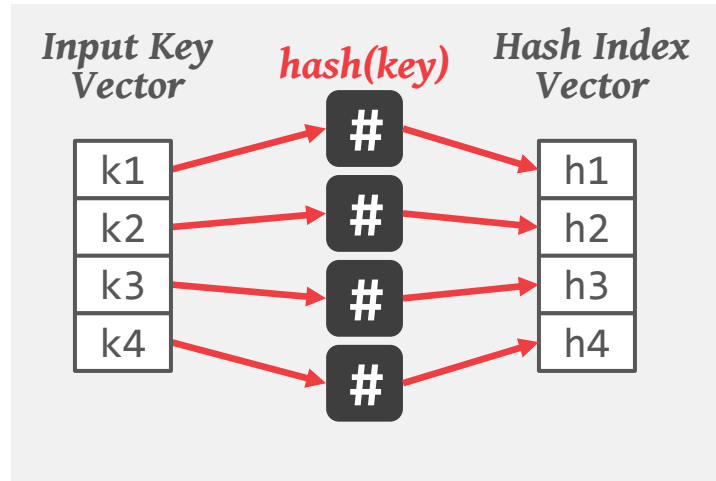 Input Key
Vector
hash(key)
Hash Index
Vector
k1
k2
k3
k4
#
#
#
#
h1
h2
h3
h4